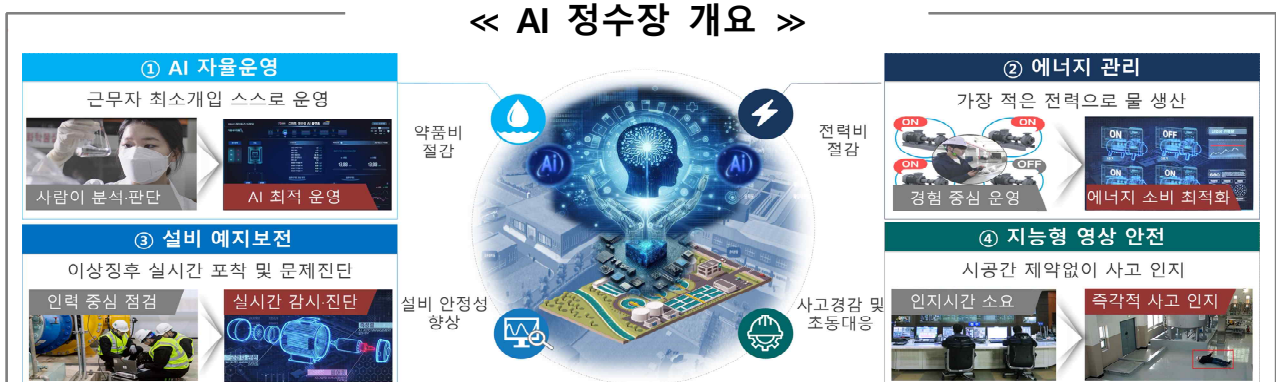 ≪ AI 정수장 개요 ≫
① AI 자율운영
근무자 최소개입 스스로 운영
사람이 분석·판단
AI 최적 운영
약품비
절감
Ai
Ai
전력비
절감
② 에너지 관리
가장 적은 전력으로 물 생산
ON
ON
ON
OFF
경험 중심 운영
ON
OFF
ON
ON
에너지 소비 최적화
③ 설비 예지보전
이상징후 실시간 포착 및 문제진단
인력 중심 점검
실시간 감시·진단
설비 안정성
향상
사고경감 및
초동대응
④ 지능형 영상 안전
시공간 제약없이 사고 인지
인지시간 소요
즉각적 사고 인지